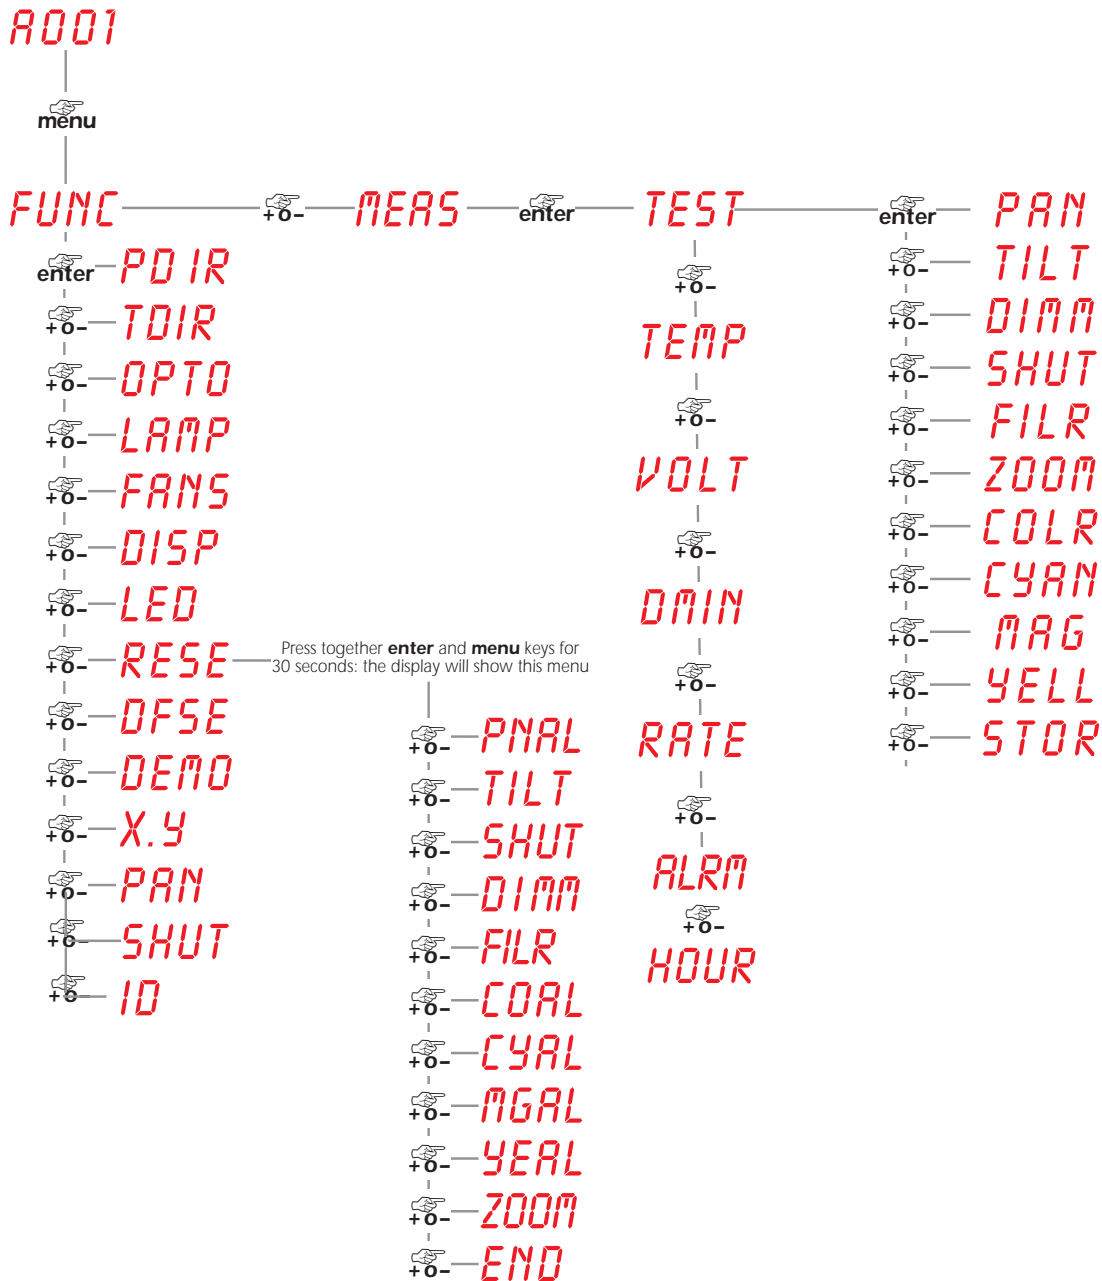 A001
menu
FUNC
+ o –
MEAS
enter
TEST
enter
PAN
enter
PDIR
+ o –
TDIR
+ o –
OPTO
+ o –
LAMP
+ o –
FANS
+ o –
DISP
+ o –
LED
+ o –
RESE
+ o –
DFSE
+ o –
DEMO
+ o –
X.Y
+ o –
PAN
+ o –
SHUT
+ o –
ID
Press together enter and menu keys for
30 seconds: the display will show this menu
+ o –
PNAL
+ o –
TILT
+ o –
SHUT
+ o –
DIMM
+ o –
FILR
+ o –
COAL
+ o –
CYAL
+ o –
MGAL
+ o –
YEAL
+ o –
ZOOM
+ o –
END
+ o –
TEMP
+ o –
VOLT
+ o –
DMIN
+ o –
RATE
+ o –
ALRM
+ o –
HOUR
+ o –
TILT
+ o –
DIMM
+ o –
SHUT
+ o –
FILR
+ o –
ZOOM
+ o –
COLR
+ o –
CYAN
+ o –
MAG
+ o –
YELL
+ o –
STOR